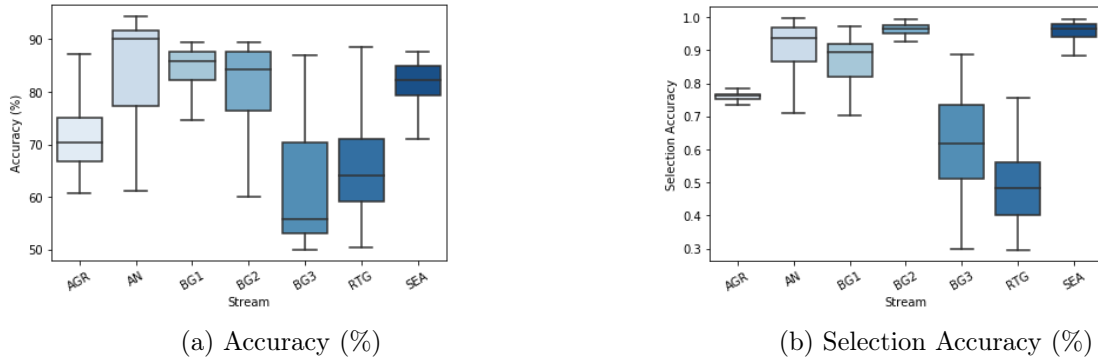 Accuracy (%)
90
80
70
60
50
AGR
AN
BG1
BG2
BG3
RTG
SEA
Stream
(a) Accuracy (%)
Selection Accuracy
1.0
0.9
0.8
0.7
0.6
0.5
0.4
0.3
AGR
AN
BG1
BG2
BG3
RTG
SEA
Stream
(b) Selection Accuracy (%)